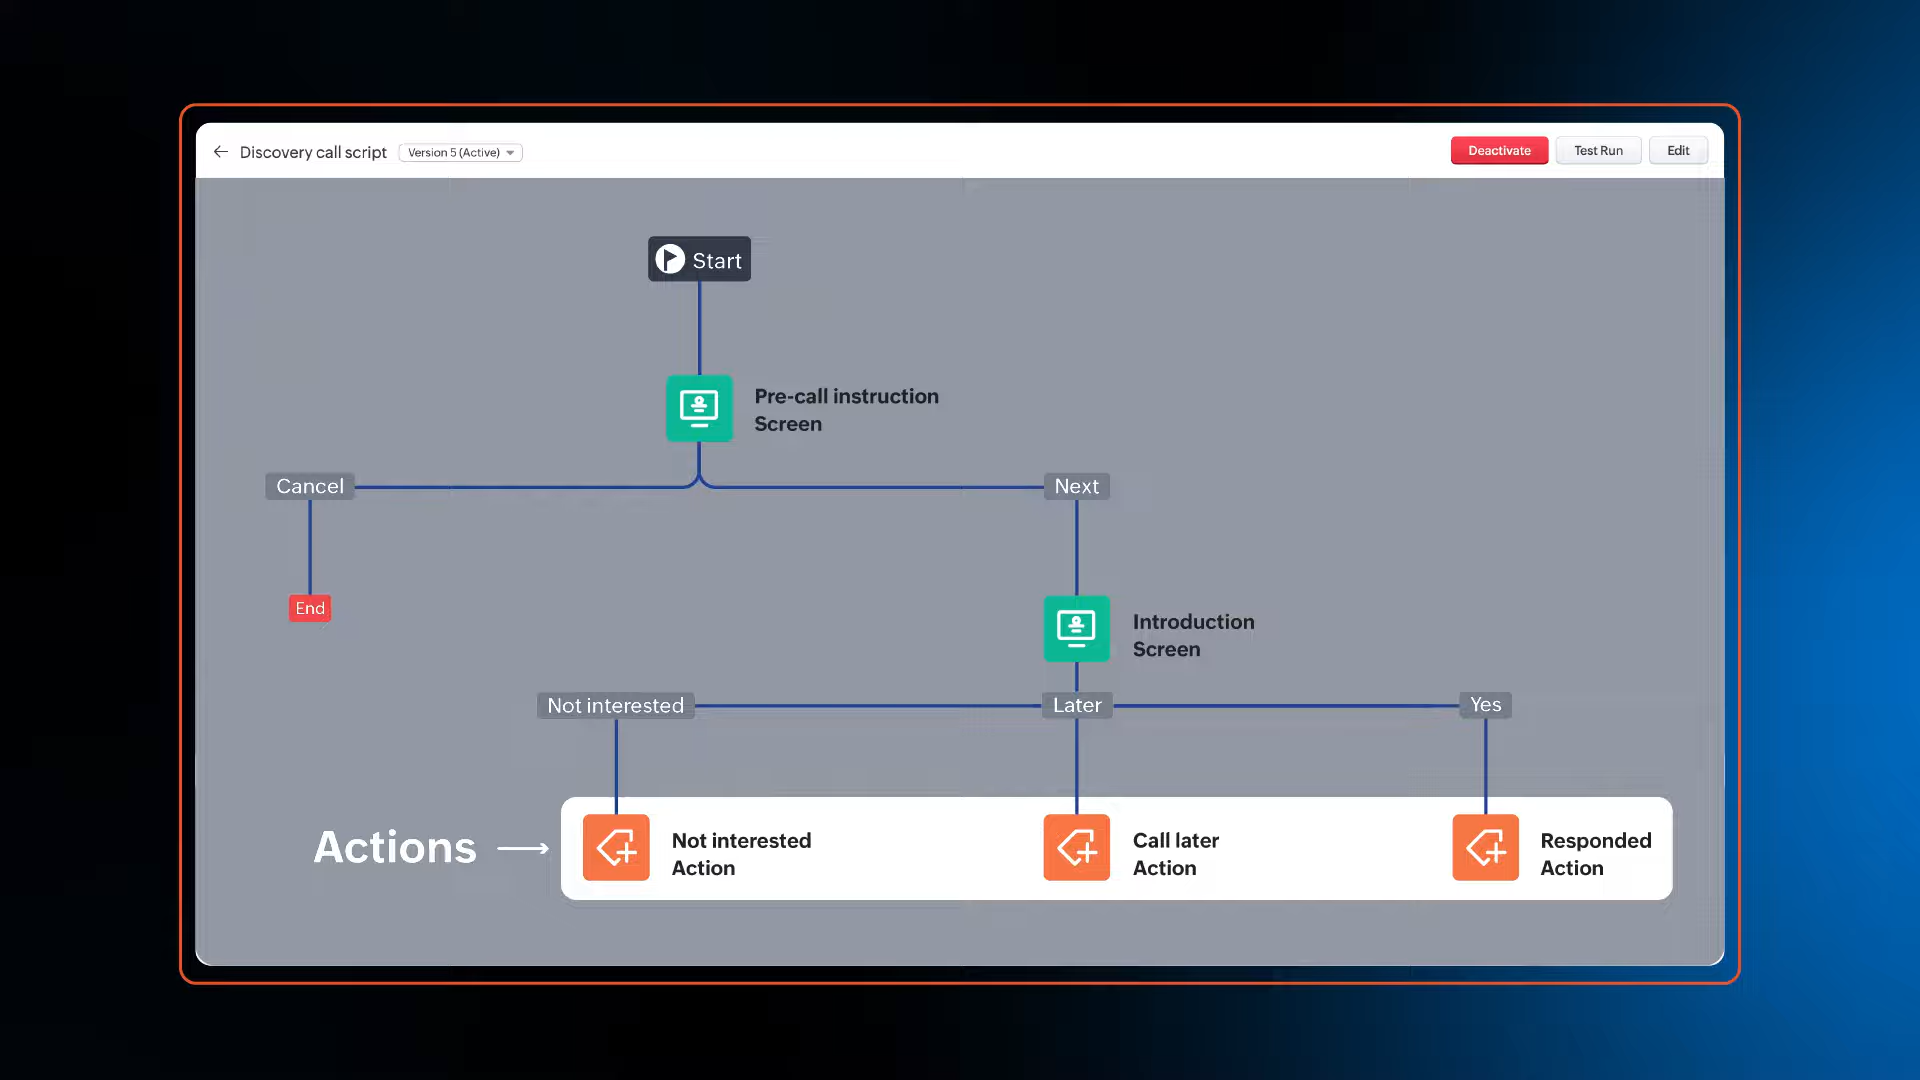 Discovery call script
Version 5 (Active)
Deactivate
Test Run
Edit
Start
Pre-call instruction
Screen
Cancel
Next
End
Introduction
Screen
Not interested
Later
Yes
Actions
Not interested
Action
Call later
Action
Responded
Action